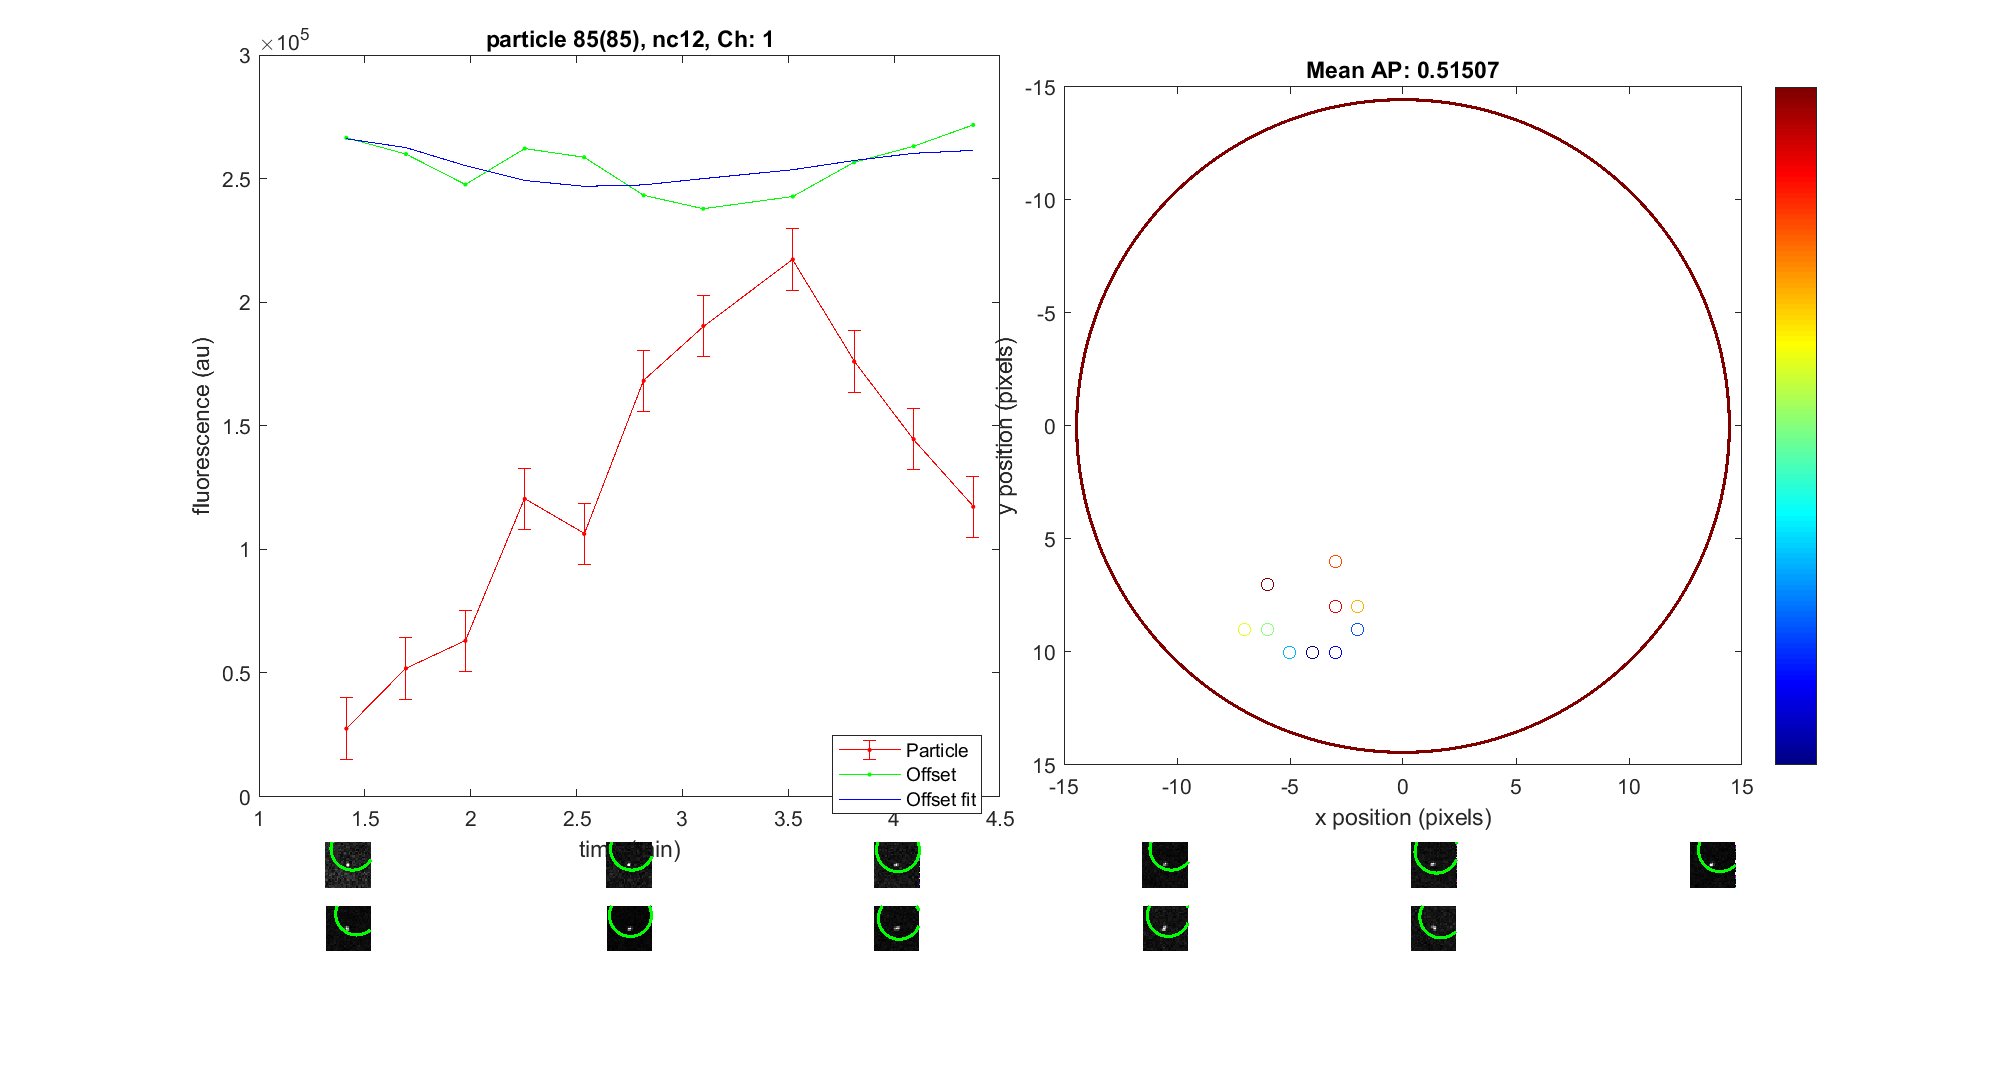 particle 85(85), nc12, Ch: 1
×10⁵
3
2.5
2
1.5
1
0.5
0
fluorescence (au)
1 1.5 2 2.5 3 3.5 4 4.5
Particle
Offset
Offset fit
Mean AP: 0.51507
-15
-10
-5
0
5
10
15
y position (pixels)
-15 -10 -5 0 5 10 15
x position (pixels)